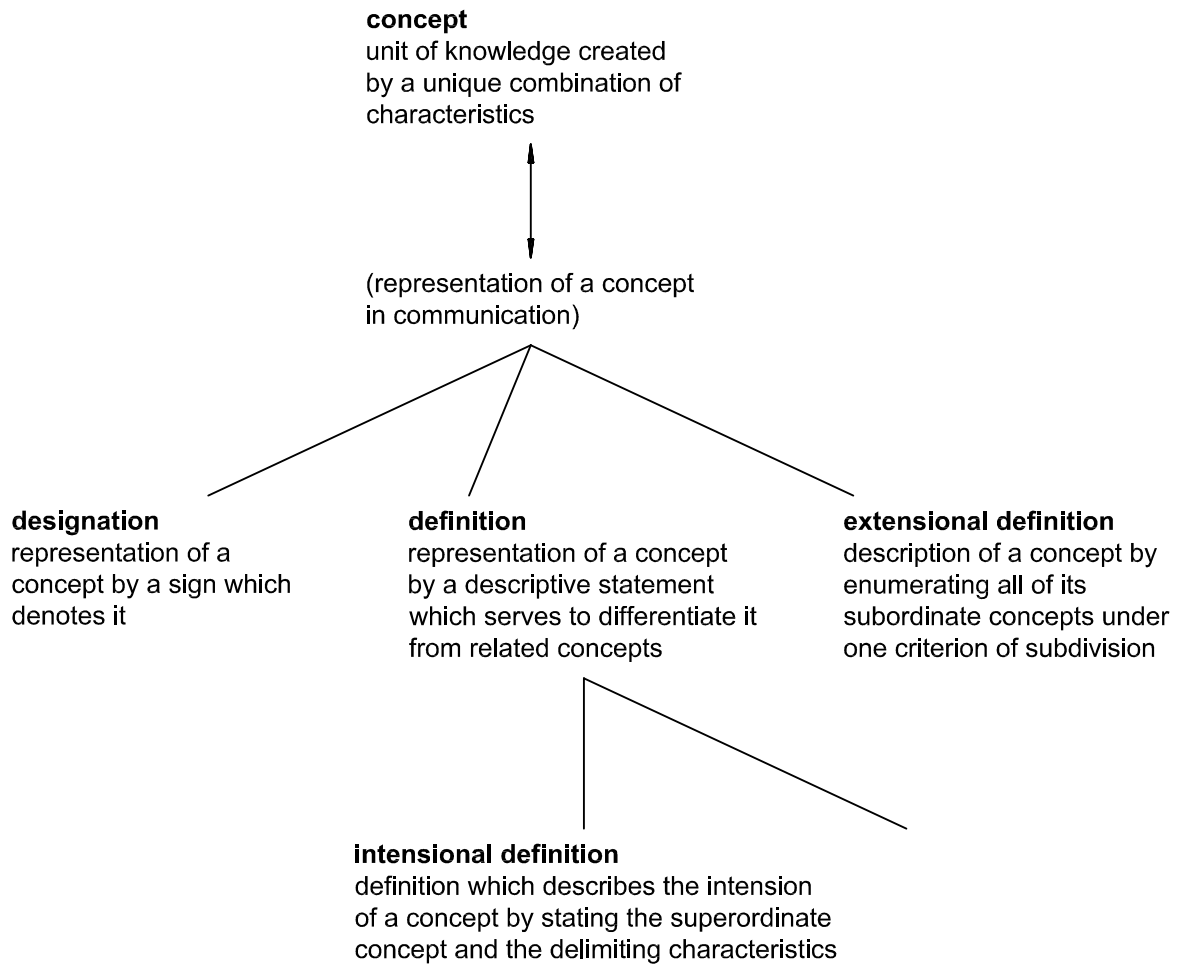 concept
unit of knowledge created
by a unique combination of
characteristics
(representation of a concept
in communication)
designation
representation of a
concept by a sign which
denotes it
definition
representation of a concept
by a descriptive statement
which serves to differentiate it
from related concepts
extensional definition
description of a concept by
enumerating all of its
subordinate concepts under
one criterion of subdivision
intensional definition
definition which describes the intension
of a concept by stating the superordinate
concept and the delimiting characteristics